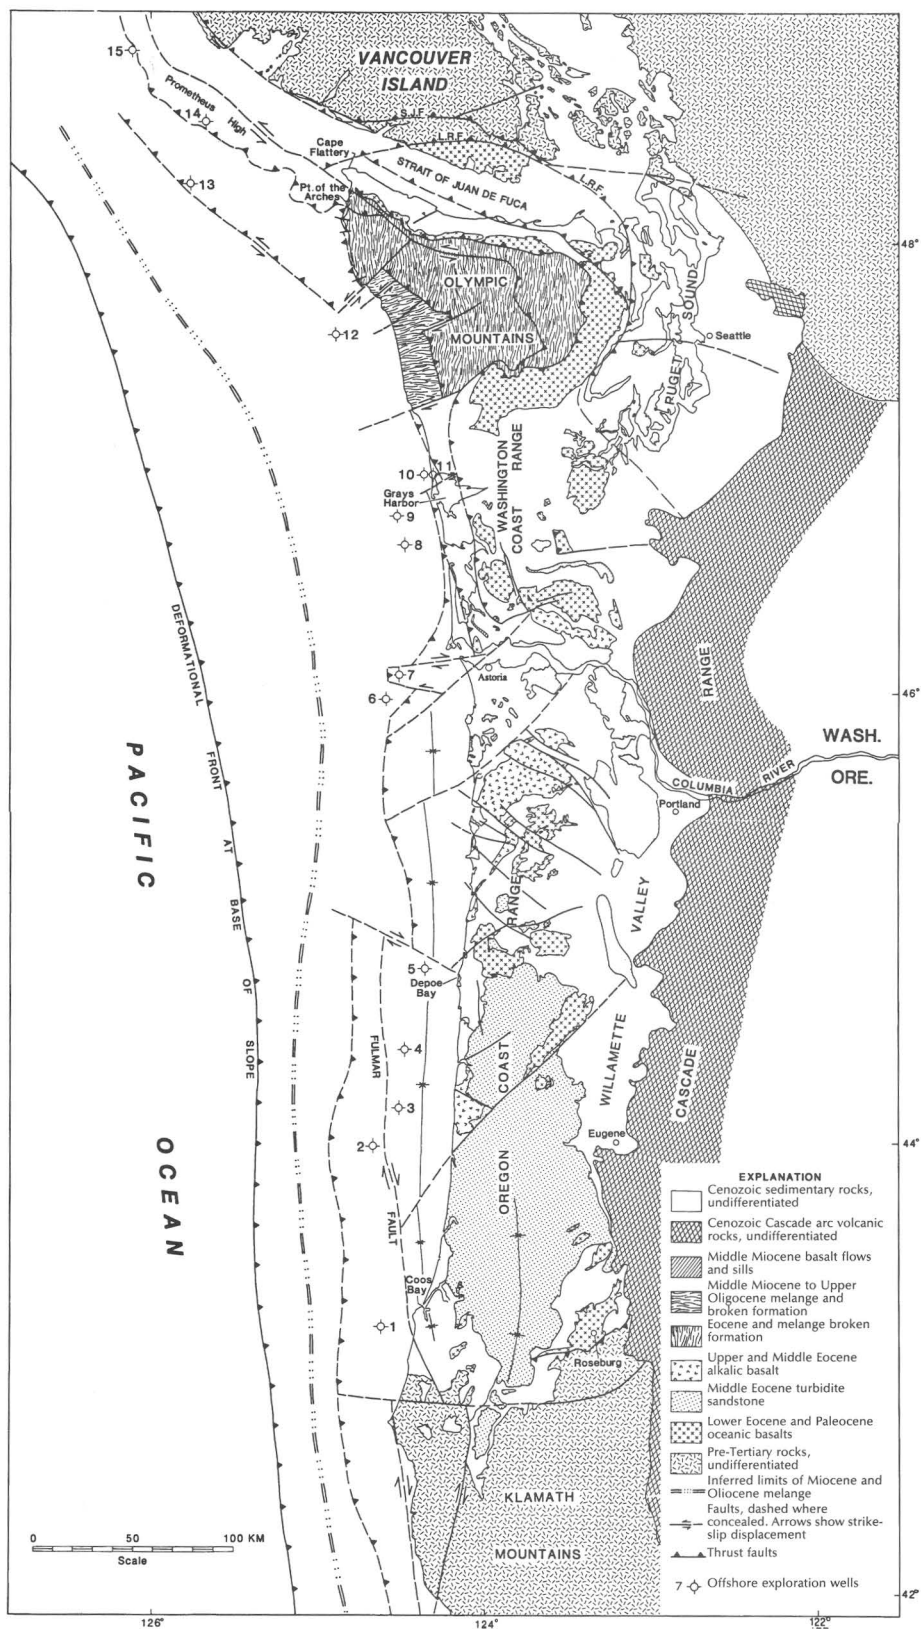 VANCOUVER
ISLAND
15
Prometheus
High
14
13
S.J.F.
L.R.F.
L.R.F.
Cape
Flattery
STRAIT OF JUAN DE FUCA
Pt. of the
Arches
48°
OLYMPIC
MOUNTAINS
12
PUGET SOUND
Seattle
10
11
Grays
Harbor
9
8
WASHINGTON
COAST RANGE
DEFORMATIONAL FRONT AT BASE OF SLOPE
7
6
Astoria
46°
CASCADE RANGE
WASH.
ORE.
COLUMBIA RIVER
Portland
PACIFIC OCEAN
5
Depoe
Bay
4
3
2
FULMAR FAULT
OREGON COAST RANGE
WILLAMETTE VALLEY
Eugene
44°
Coos
Bay
1
Roseburg
KLAMATH
MOUNTAINS
42°
0 50 100 KM
Scale
126°
124°
122°
EXPLANATION
Cenozoic sedimentary rocks,
undifferentiated
Cenozoic Cascade arc volcanic
rocks, undifferentiated
Middle Miocene basalt flows
and sills
Middle Miocene to Upper
Oligocene melange and
broken formation
Eocene and melange broken
formation
Upper and Middle Eocene
alkalic basalt
Middle Eocene turbidite
sandstone
Lower Eocene and Paleocene
oceanic basalts
Pre-Tertiary rocks,
undifferentiated
Inferred limits of Miocene and
Oliocene melange
Faults, dashed where
concealed. Arrows show strike-
slip displacement
Thrust faults
7 Offshore exploration wells